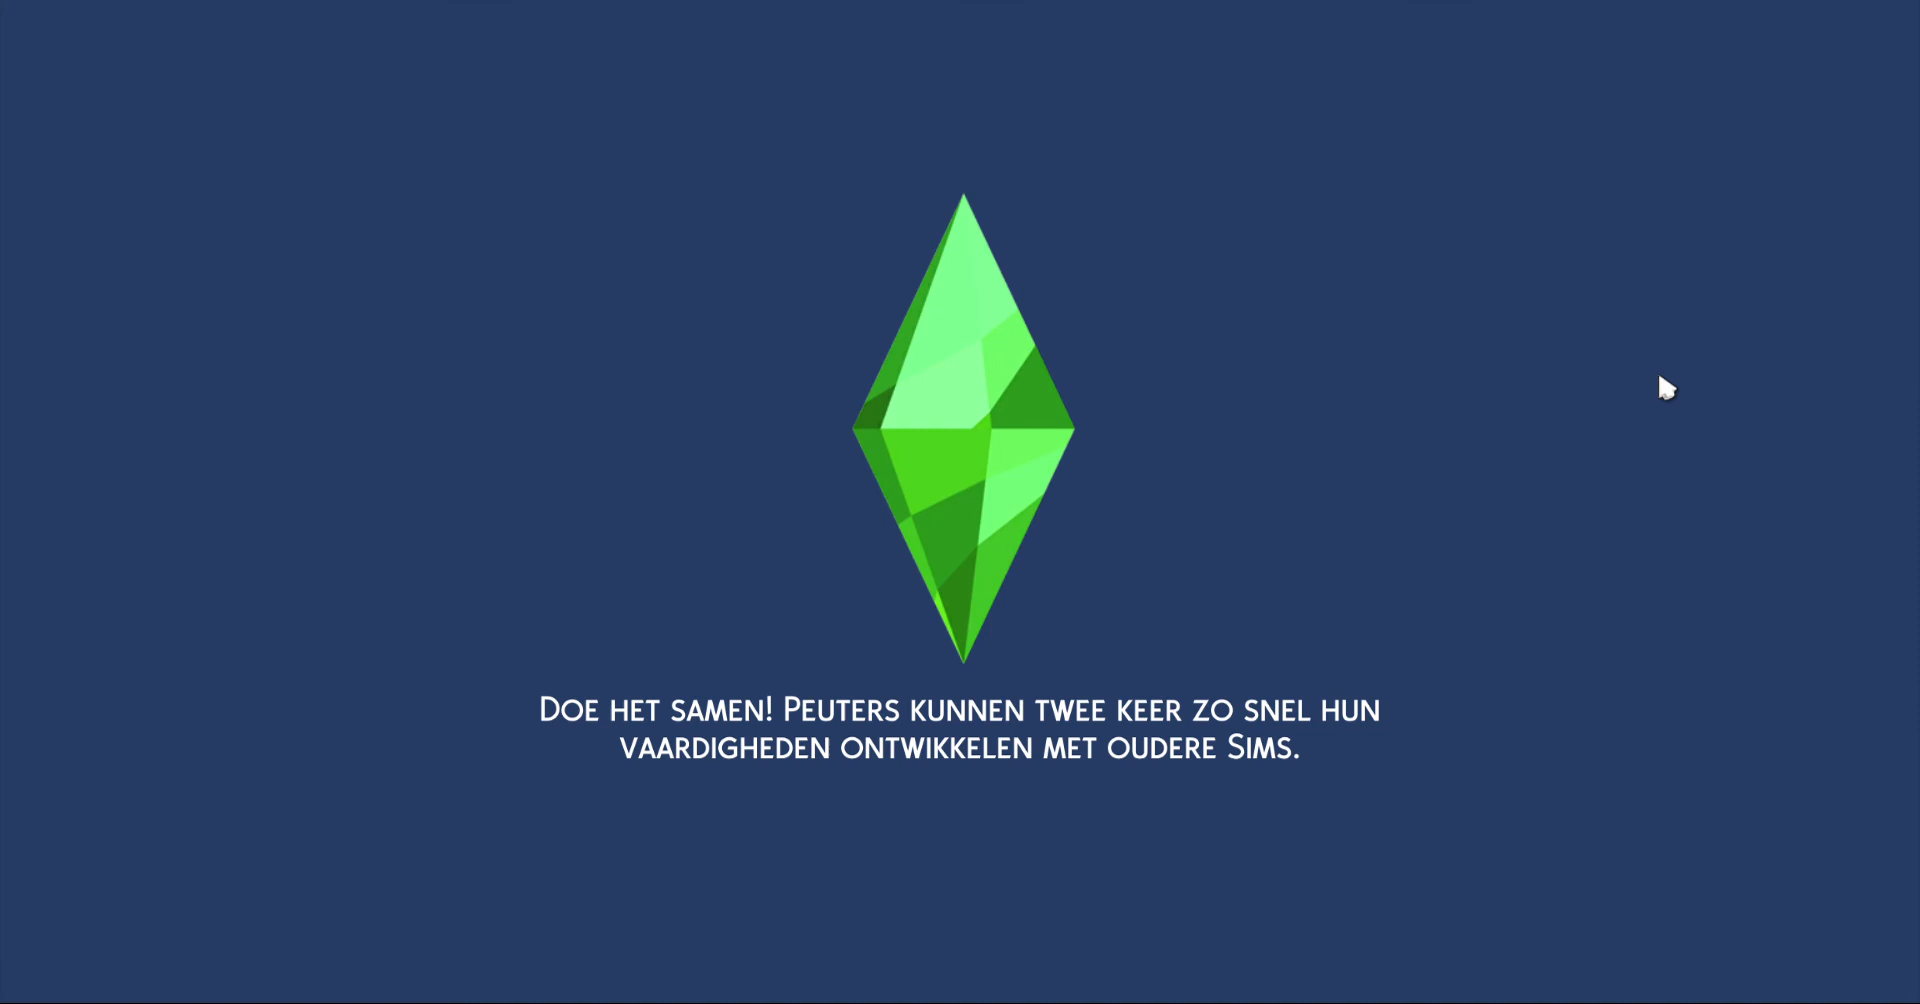 Doe het samen! Peuters kunnen twee keer zo snel hun
vaardigheden ontwikkelen met oudere Sims.